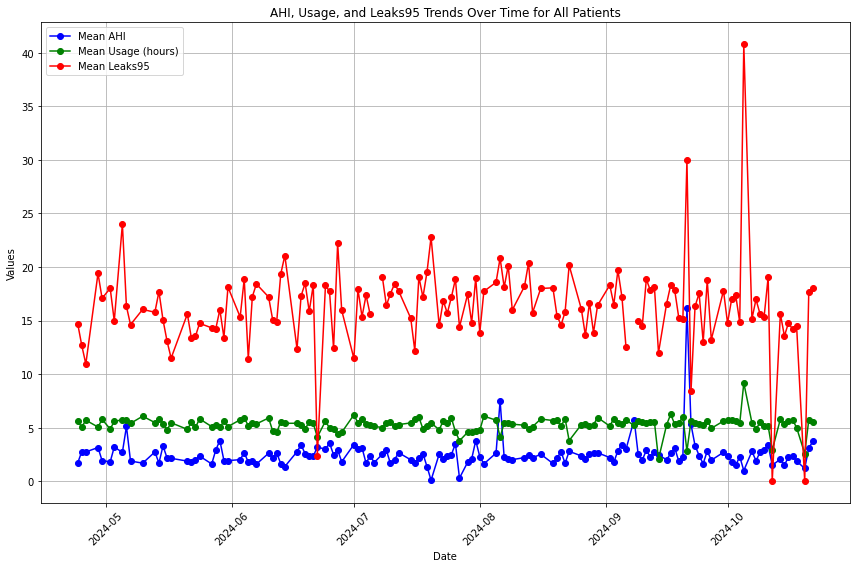 AHI, Usage, and Leaks95 Trends Over Time for All Patients
Mean AHI
Mean Usage (hours)
Mean Leaks95
Values
40
35
30
25
20
15
10
5
0
2024-05
2024-06
2024-07
2024-08
2024-09
2024-10
Date